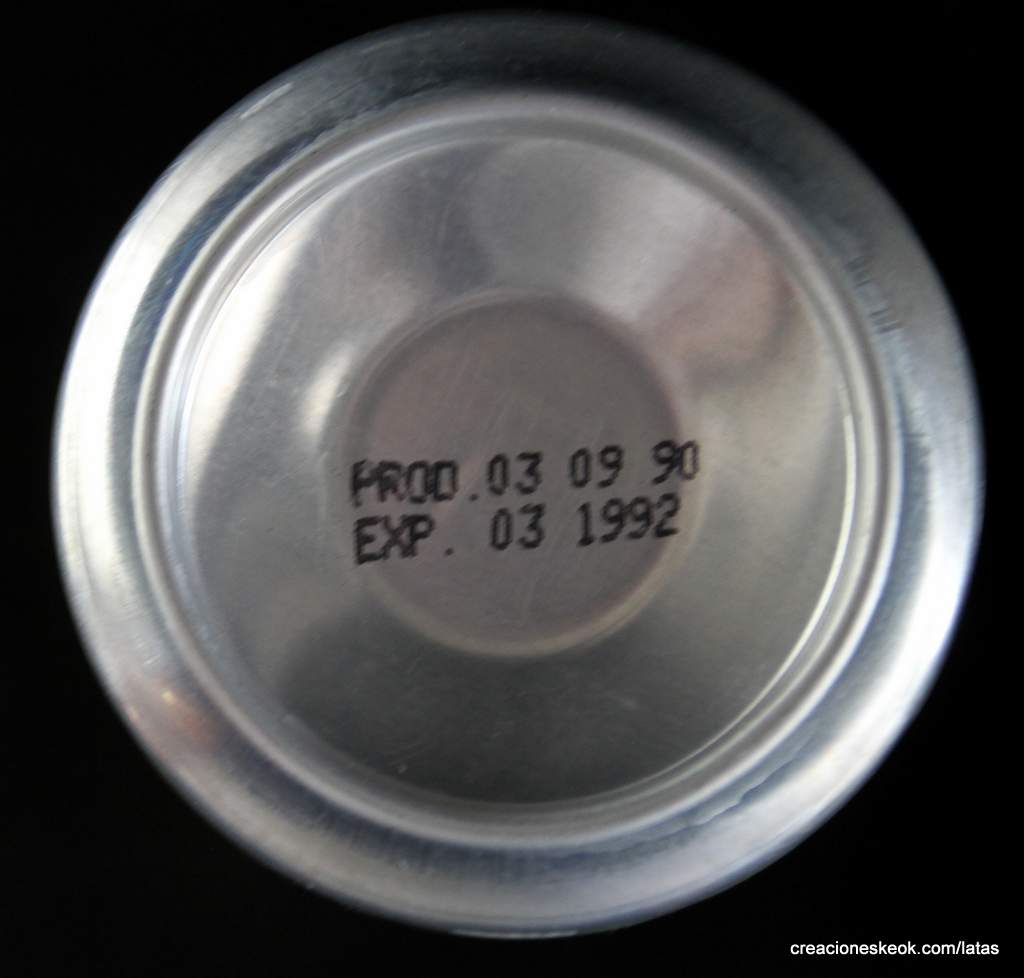 PROD.03 09 90
EXP. 03 1992
creacioneskeok.com/latas